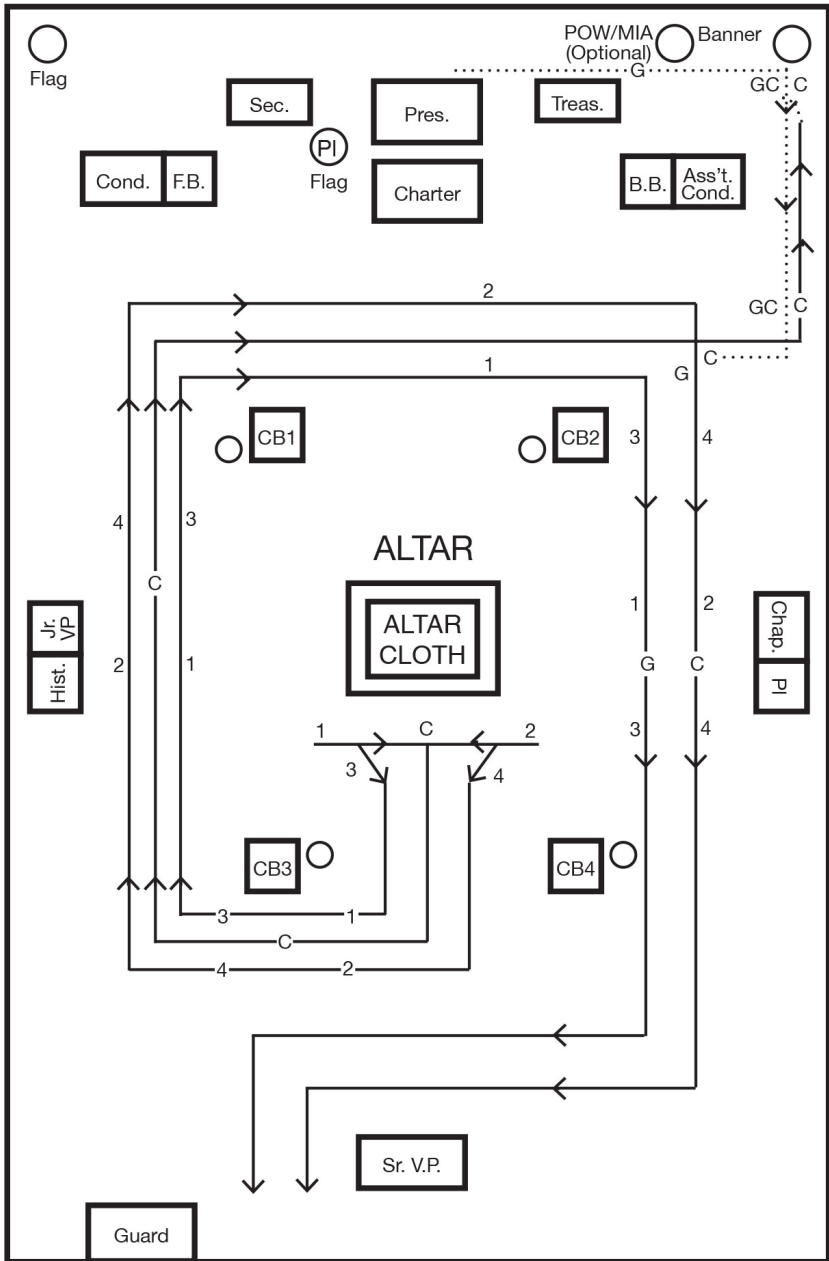 POW/MIA
(Optional)
Banner
Flag
G
GC C
Sec.
Pres.
Treas.
PI
Flag
Cond. F.B.
Charter
B.B. Ass't.
Cond.
2
GC C
C
1
G
CB1
CB2
3 4
4 3
ALTAR
C
ALTAR
CLOTH
1 2
Jr.
VP
Hist.
Chap.
PI
2 1
G C
1 C 2
3 4
3 4
CB3
CB4
3 1
C
4 2
Sr. V.P.
Guard